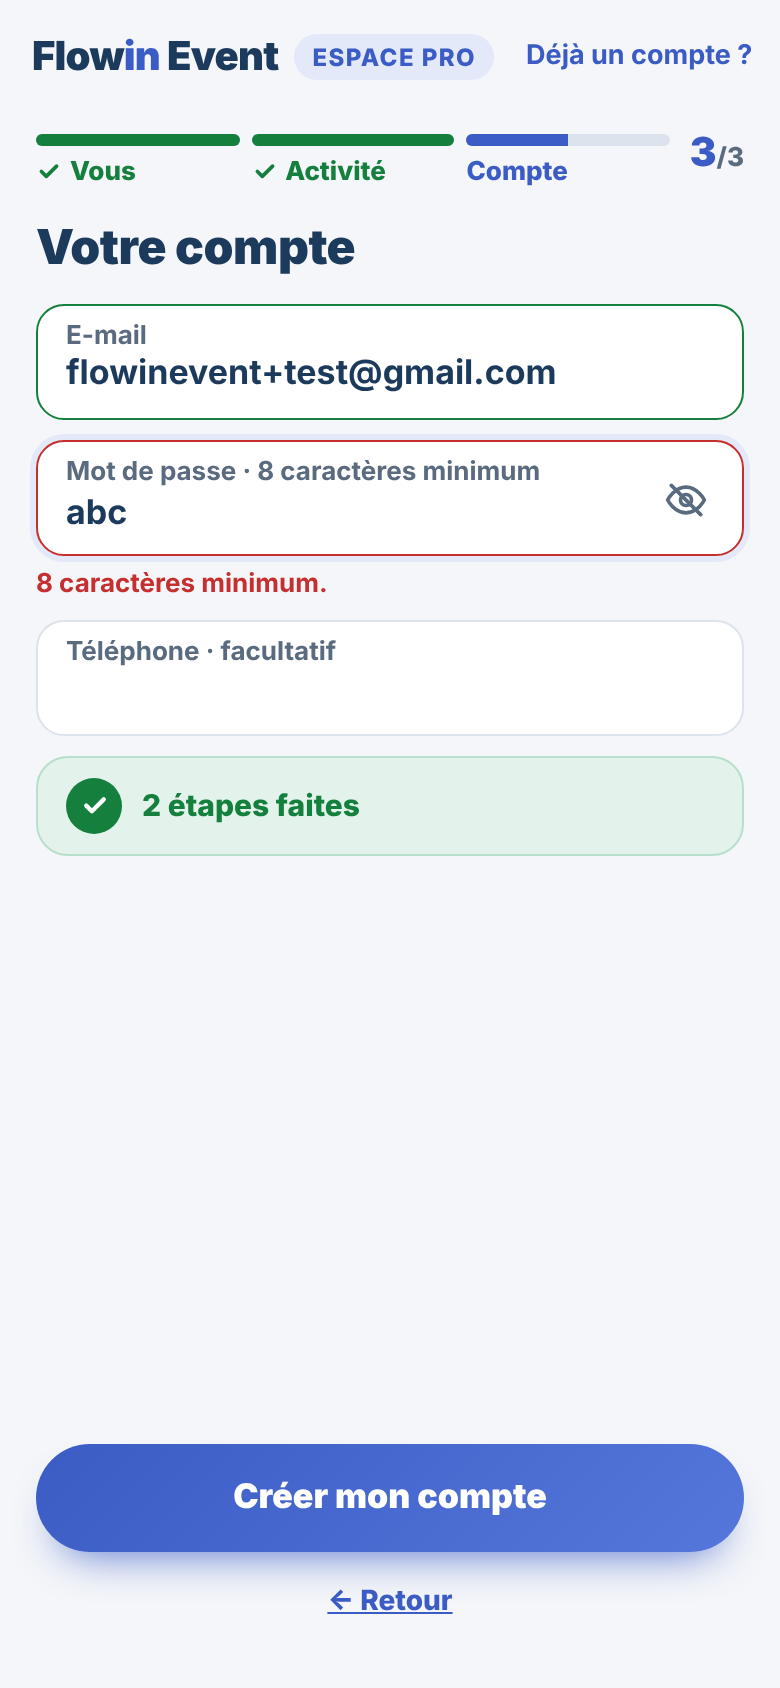 Flowin Event ESPACE PRO Déjà un compte ?
Vous Activité Compte 3/3
Votre compte
E-mail
flowinevent+test@gmail.com
Mot de passe · 8 caractères minimum
abc
8 caractères minimum.
Téléphone · facultatif
2 étapes faites
Créer mon compte
← Retour